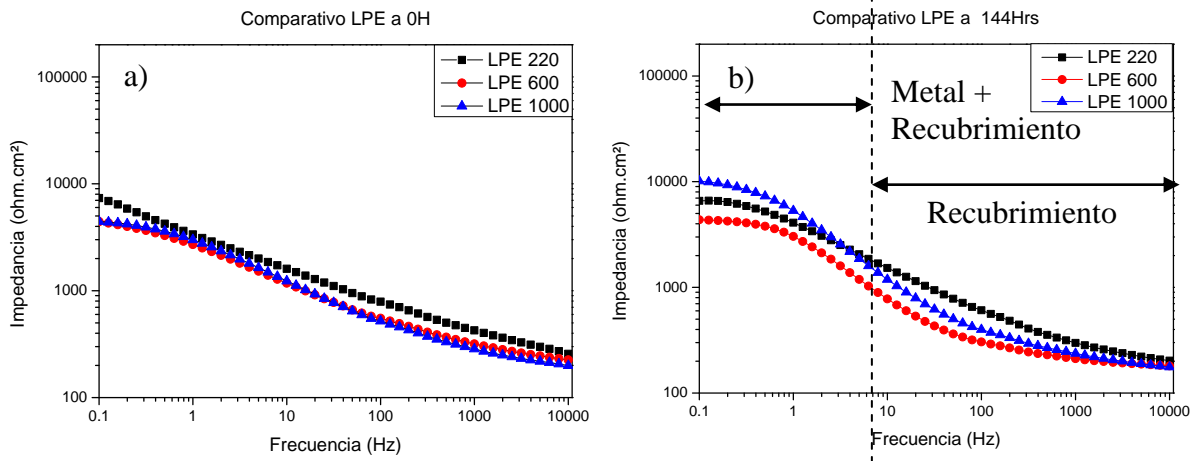 Comparativo LPE a 0H
a)
LPE 220
LPE 600
LPE 1000
Impedancia (ohm.cm²)
100000
10000
1000
100
0.1
1
10
100
1000
10000
Frecuencia (Hz)
Comparativo LPE a 144Hrs
b)
LPE 220
LPE 600
LPE 1000
Metal +
Recubrimiento
Recubrimiento
Impedancia (ohm.cm²)
100000
10000
1000
100
0.1
1
10
100
1000
10000
Frecuencia (Hz)